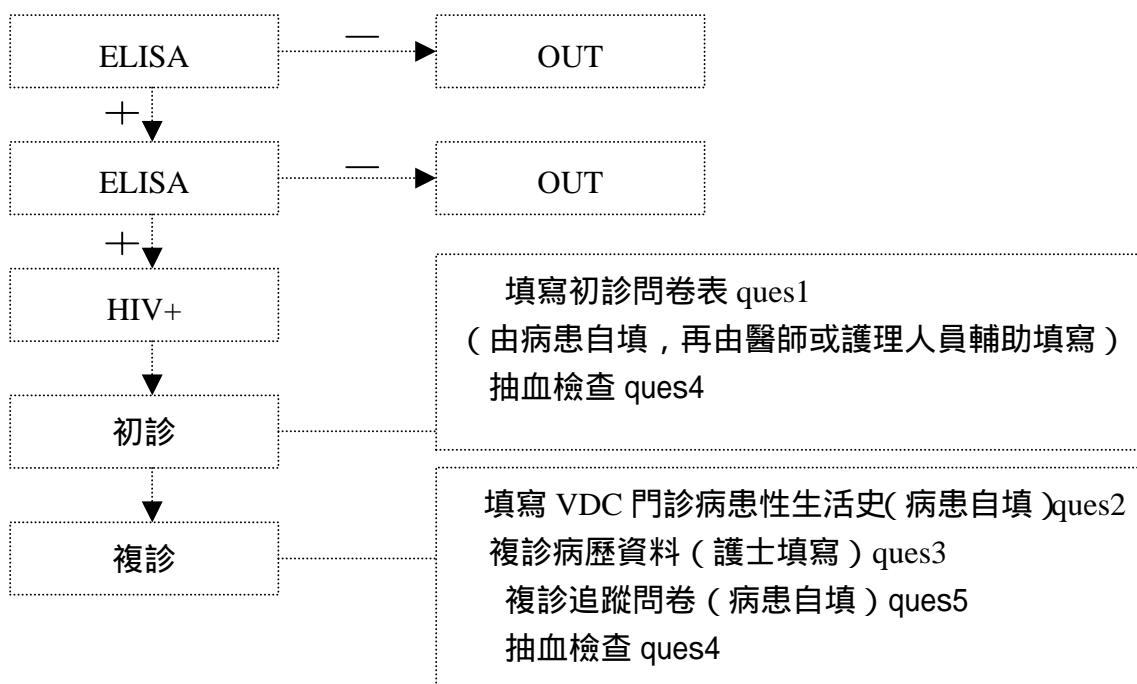 ELISA
—
OUT
+
ELISA
—
OUT
+
HIV+
填寫初診問卷表 ques1
（由病患自填，再由醫師或護理人員輔助填寫）
抽血檢查 ques4
初診
填寫 VDC 門診病患性生活史（病患自填）ques2
複診病歷資料（護士填寫）ques3
複診追蹤問卷（病患自填）ques5
抽血檢查 ques4
複診